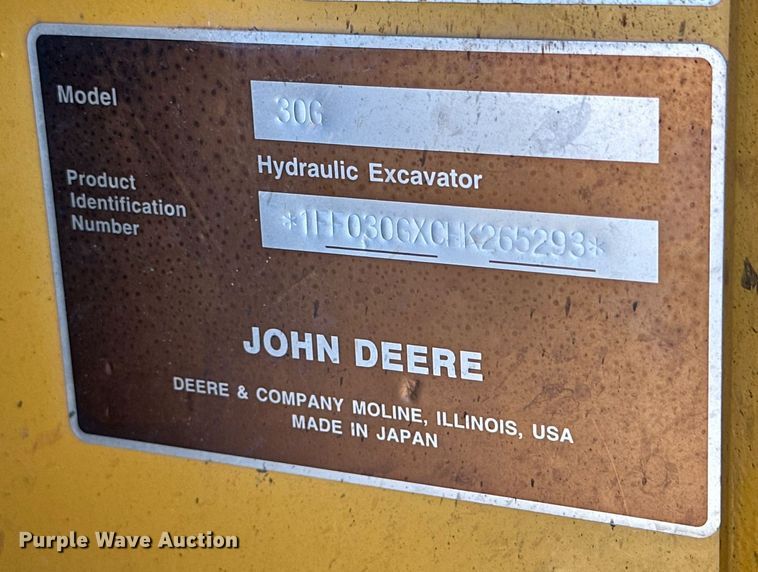 Model
30G
Hydraulic Excavator
Product
Identification
Number
*1FF030GXCHK265293*
JOHN DEERE
DEERE & COMPANY MOLINE, ILLINOIS, USA
MADE IN JAPAN
Purple Wave Auction